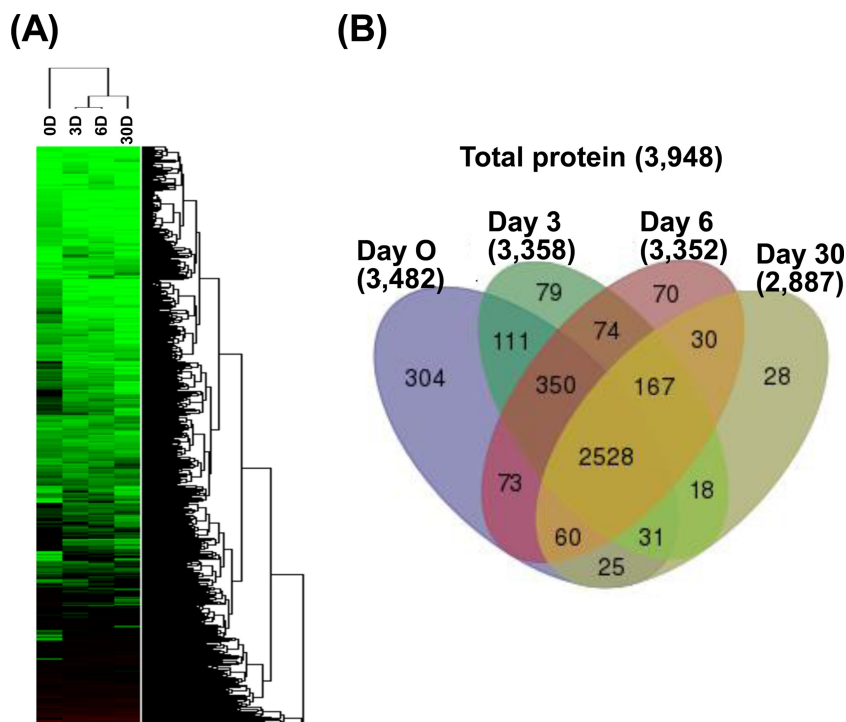 (A)
0D
3D
6D
30D
(B)
Total protein (3,948)
Day O
(3,482)
Day 3
(3,358)
Day 6
(3,352)
Day 30
(2,887)
79
70
111
74
30
304
350
167
28
2528
73
18
60
31
25